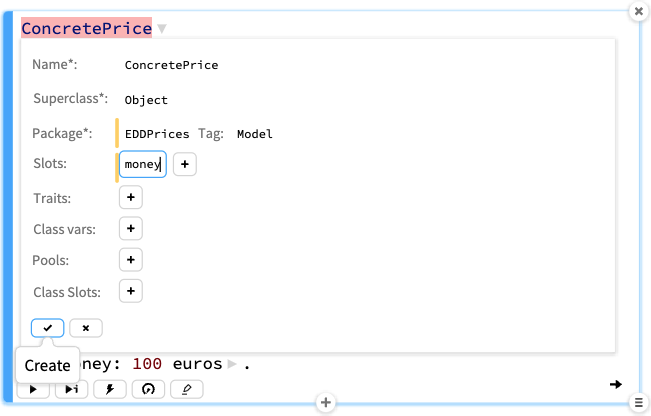 ConcretePrice
Name*: ConcretePrice
Superclass*: Object
Package*: EDDPrices Tag: Model
Slots: money +
Traits: +
Class vars: +
Pools: +
Class Slots: +
Create
oney: 100 euros .
i